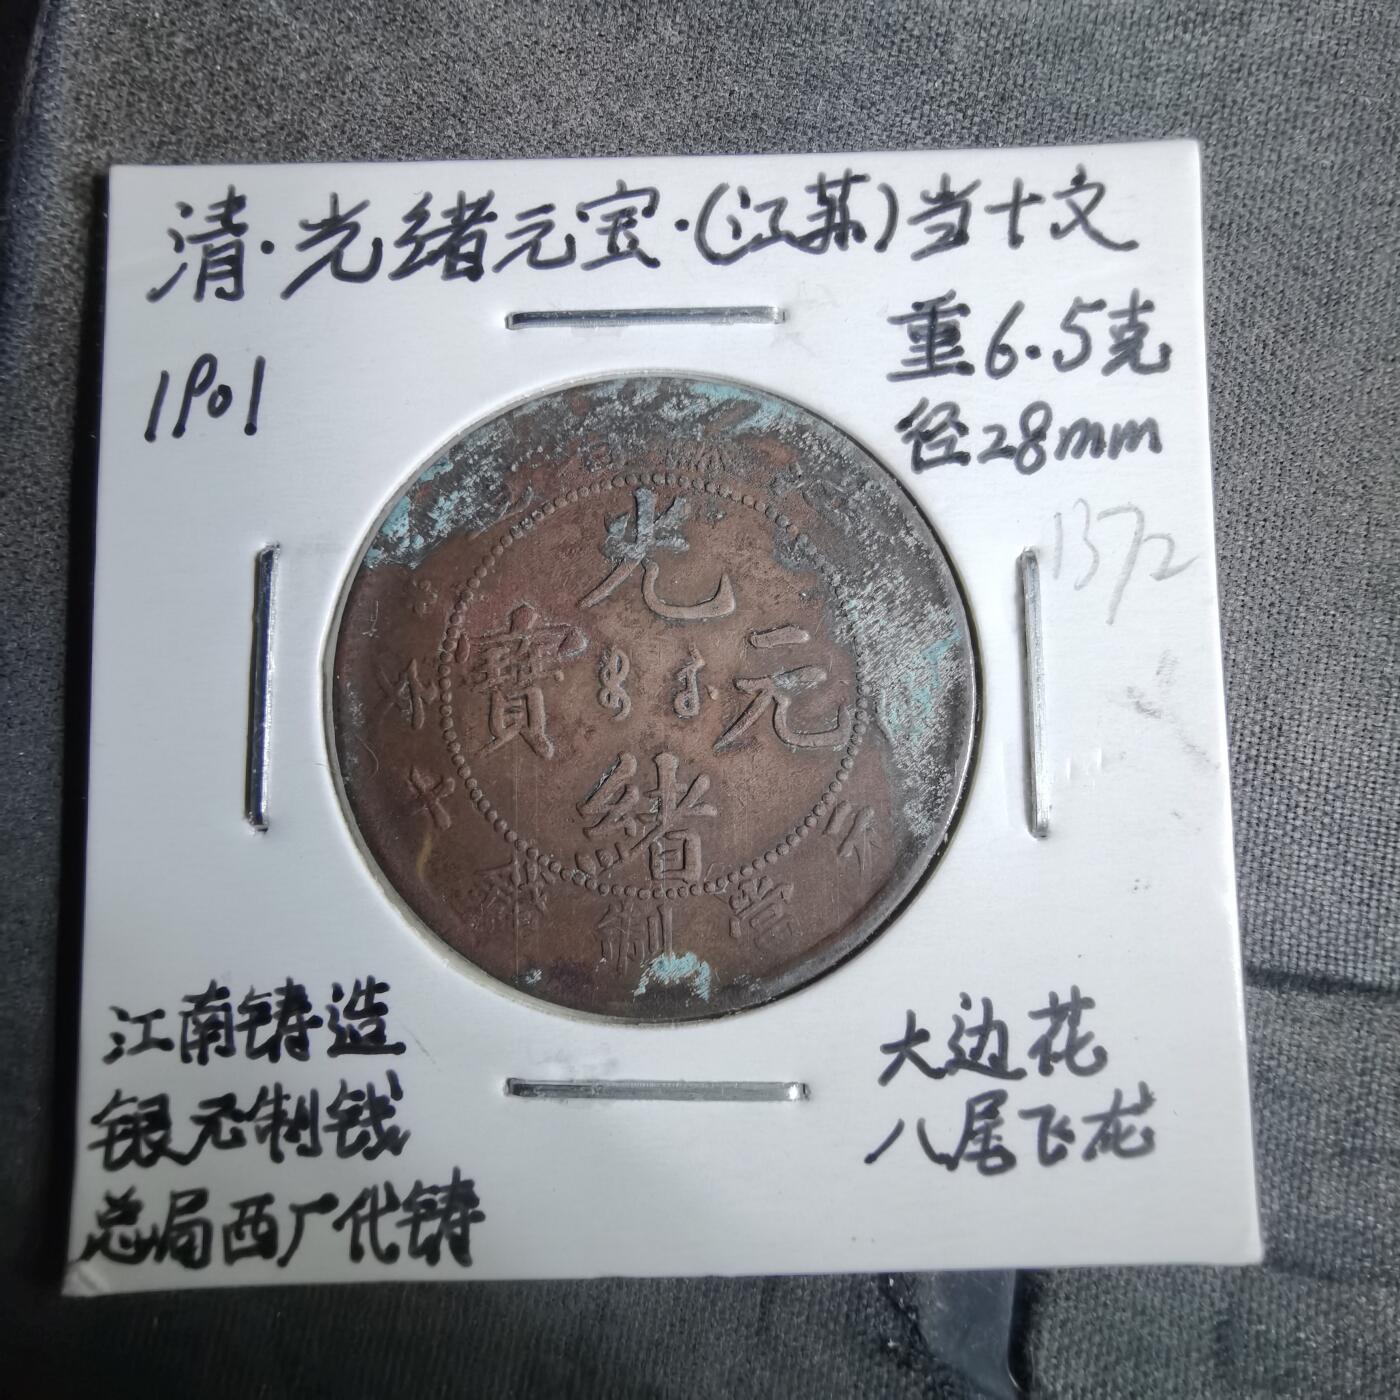 清·光绪元宝·(江苏)当十文
1901
重6.5克
径28mm
1372
光緒元寶
當制錢十文
江南铸造
银元制钱
总局西厂代铸
大边花
八尾飞龙